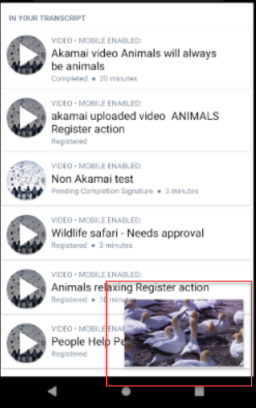 IN YOUR TRANSCRIPT
VIDEO • MOBILE ENABLED:
Akamai video Animals will always
be animals
Completed • 20 minutes
VIDEO • MOBILE ENABLED:
akamai uploaded video ANIMALS
Register action
Registered
VIDEO • MOBILE ENABLED:
Non Akamai test
Pending Completion Signature • 3 minutes
VIDEO • MOBILE ENABLED:
Wildlife safari - Needs approval
Registered • 3 minutes
VIDEO • MOBILE ENABLED:
Animals relaxing Register action
Registered • 10
VIDEO • MOBILE ENABLED:
People Help
Registered